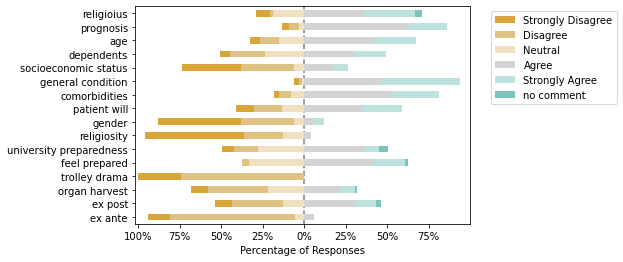 religioius
prognosis
age
dependents
socioeconomic status
general condition
comorbidities
patient will
gender
religiosity
university preparedness
feel prepared
trolley drama
organ harvest
ex post
ex ante
100% 75% 50% 25% 0% 25% 50% 75%
Percentage of Responses
Strongly Disagree
Disagree
Neutral
Agree
Strongly Agree
no comment